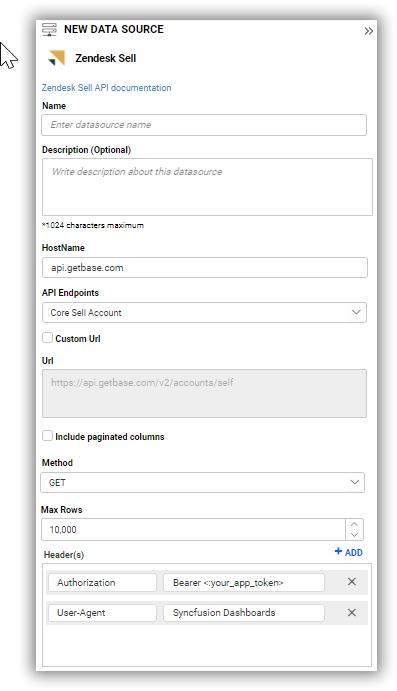 NEW DATA SOURCE
Zendesk Sell
Zendesk Sell API documentation
Name
Enter datasource name
Description (Optional)
Write description about this datasource
*1024 characters maximum
HostName
api.getbase.com
API Endpoints
Core Sell Account
Custom Url
Url
https://api.getbase.com/v2/accounts/self
Include paginated columns
Method
GET
Max Rows
10,000
Header(s) + ADD
Authorization Bearer <:your_app_token>
User-Agent Syncfusion Dashboards